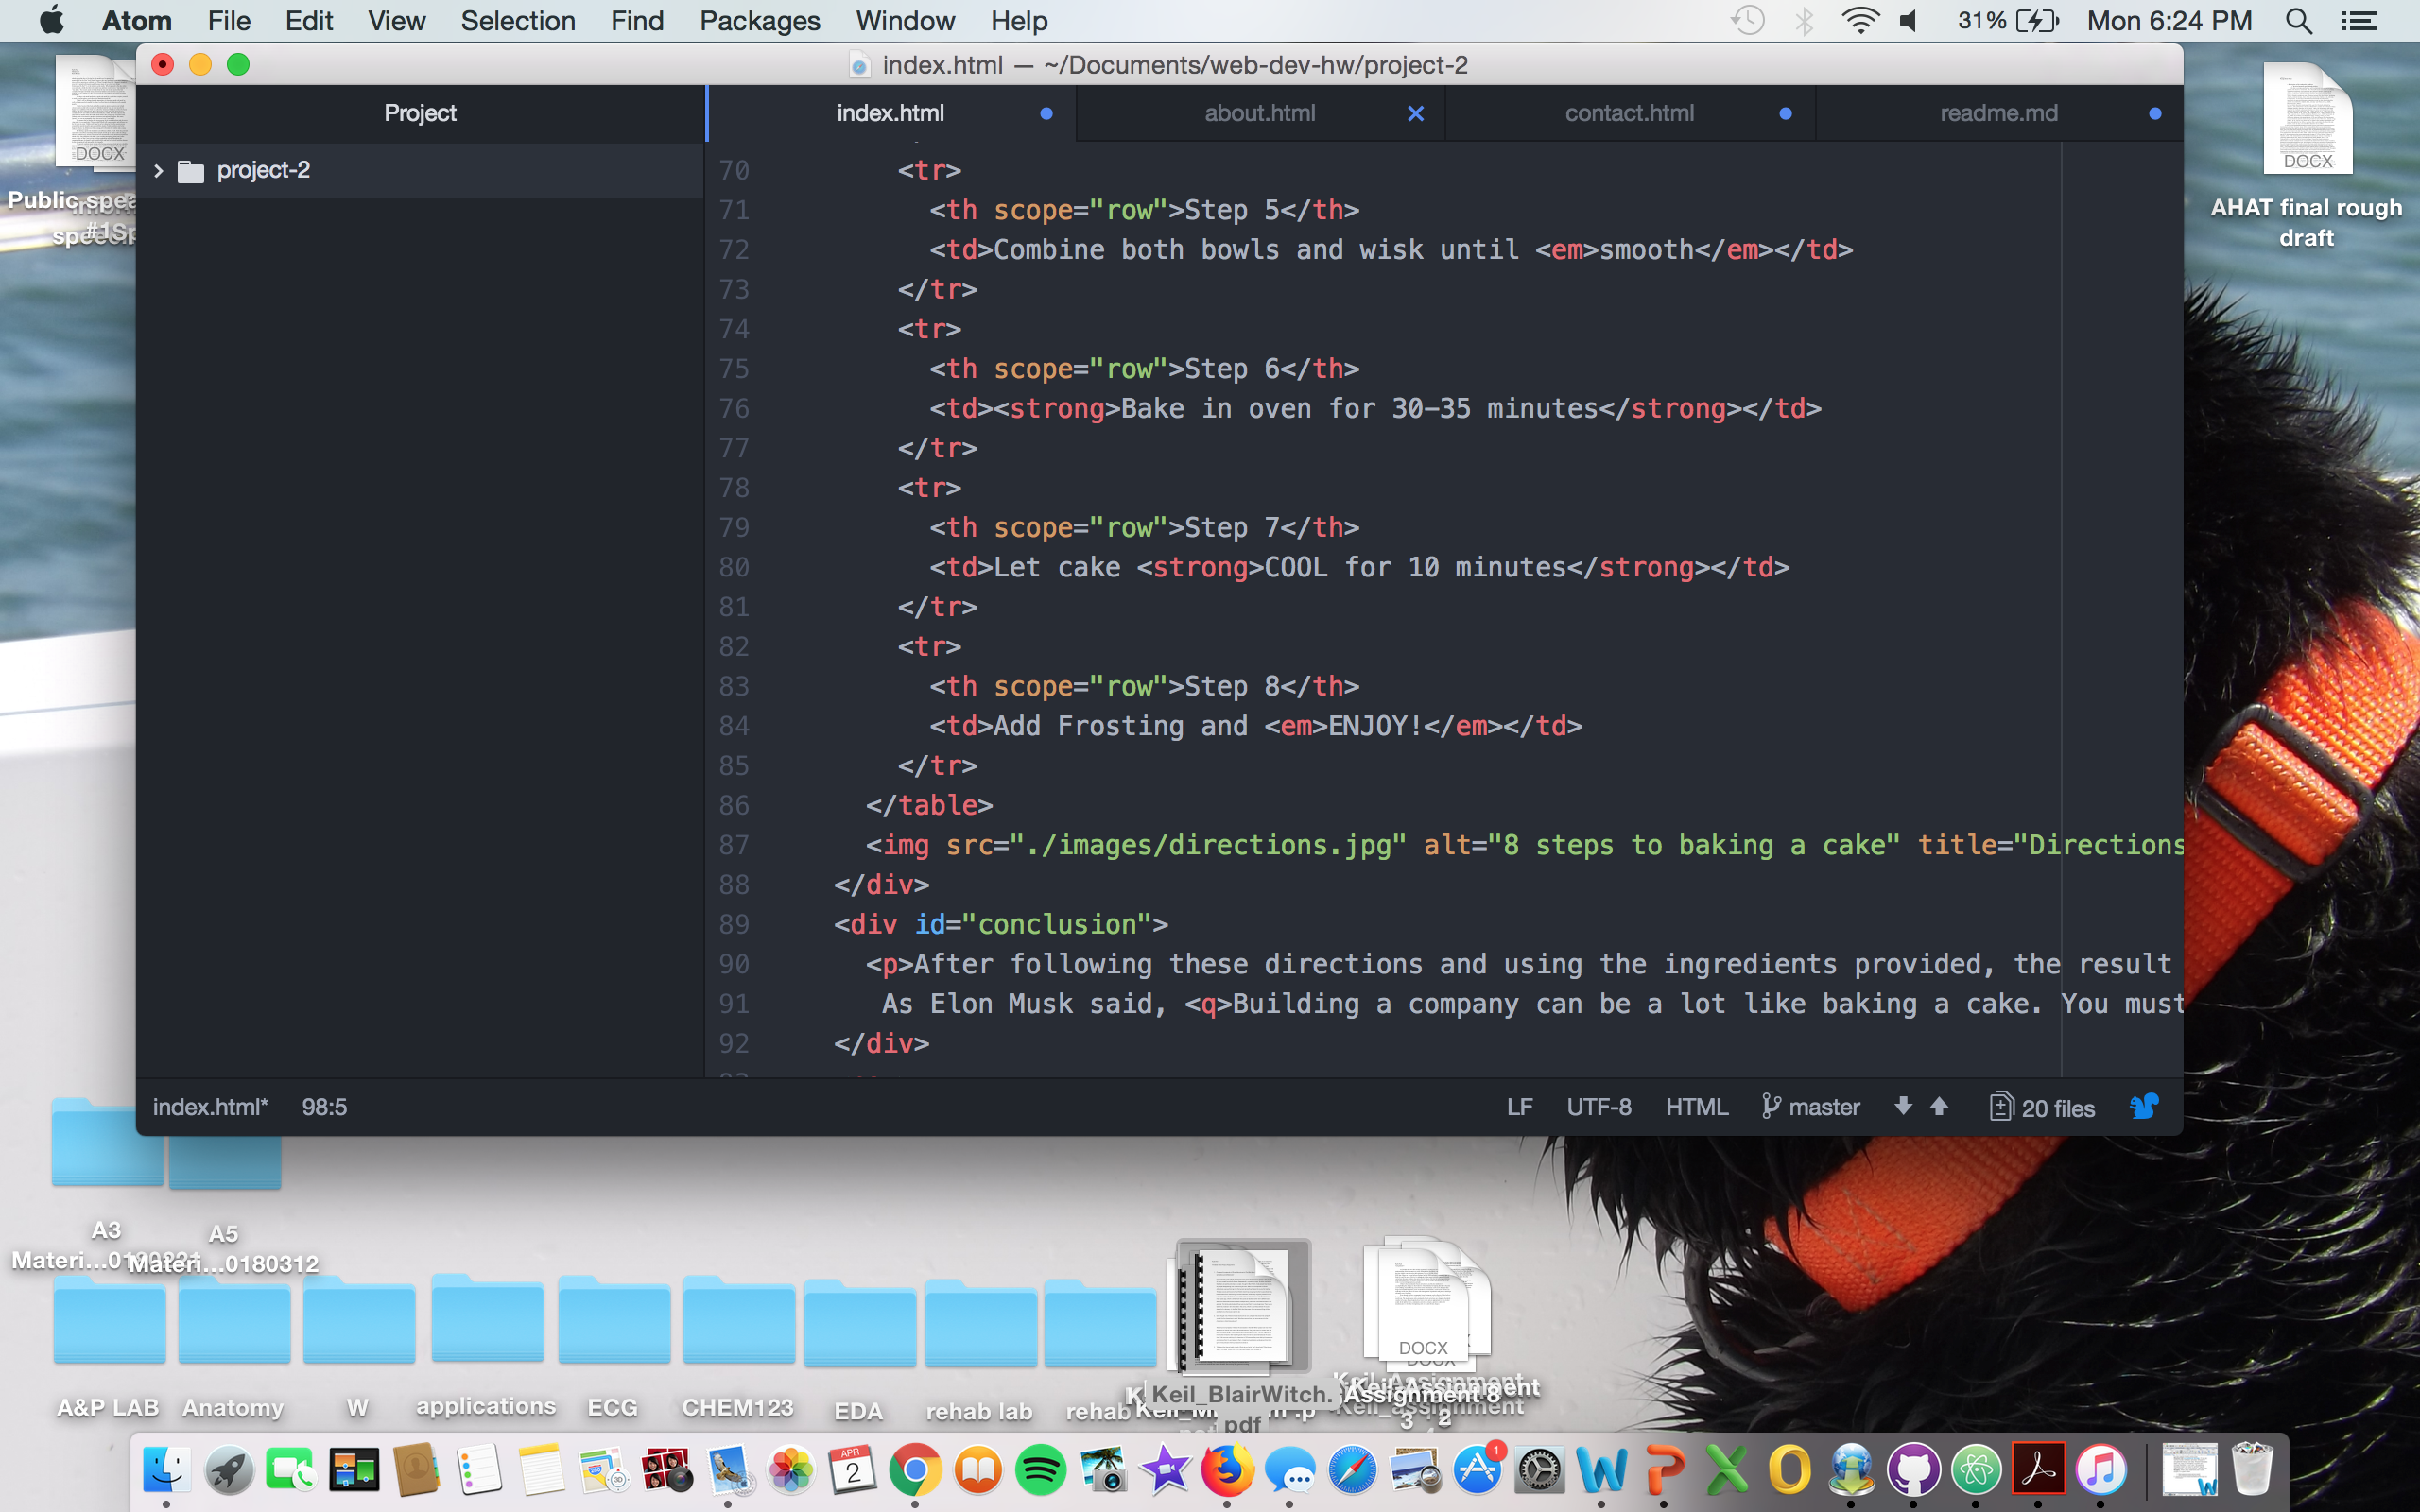 Atom File Edit View Selection Find Packages Window Help 31% Mon 6:24 PM
index.html — ~/Documents/web-dev-hw/project-2
Project index.html about.html contact.html readme.md
project-2
70 <tr>
71 <th scope="row">Step 5</th>
72 <td>Combine both bowls and wisk until <em>smooth</em></td>
73 </tr>
74 <tr>
75 <th scope="row">Step 6</th>
76 <td><strong>Bake in oven for 30-35 minutes</strong></td>
77 </tr>
78 <tr>
79 <th scope="row">Step 7</th>
80 <td>Let cake <strong>COOL for 10 minutes</strong></td>
81 </tr>
82 <tr>
83 <th scope="row">Step 8</th>
84 <td>Add Frosting and <em>ENJOY!</em></td>
85 </tr>
86 </table>
87 <img src="./images/directions.jpg" alt="8 steps to baking a cake" title="Directions
88 </div>
89 <div id="conclusion">
90 <p>After following these directions and using the ingredients provided, the result
91 As Elon Musk said, <q>Building a company can be a lot like baking a cake. You must
92 </div>
index.html* 98:5 LF UTF-8 HTML master 20 files
DOCX
Public
DOCX
AHAT final rough
draft
A3
Materi...
A5
Materi...0180312
A&P LAB
Anatomy
W
applications
ECG
CHEM123
EDA
rehab lab
rehab
Keil_BlairWitch.
pdf
DOCX
Assignment 8
APR
2
1